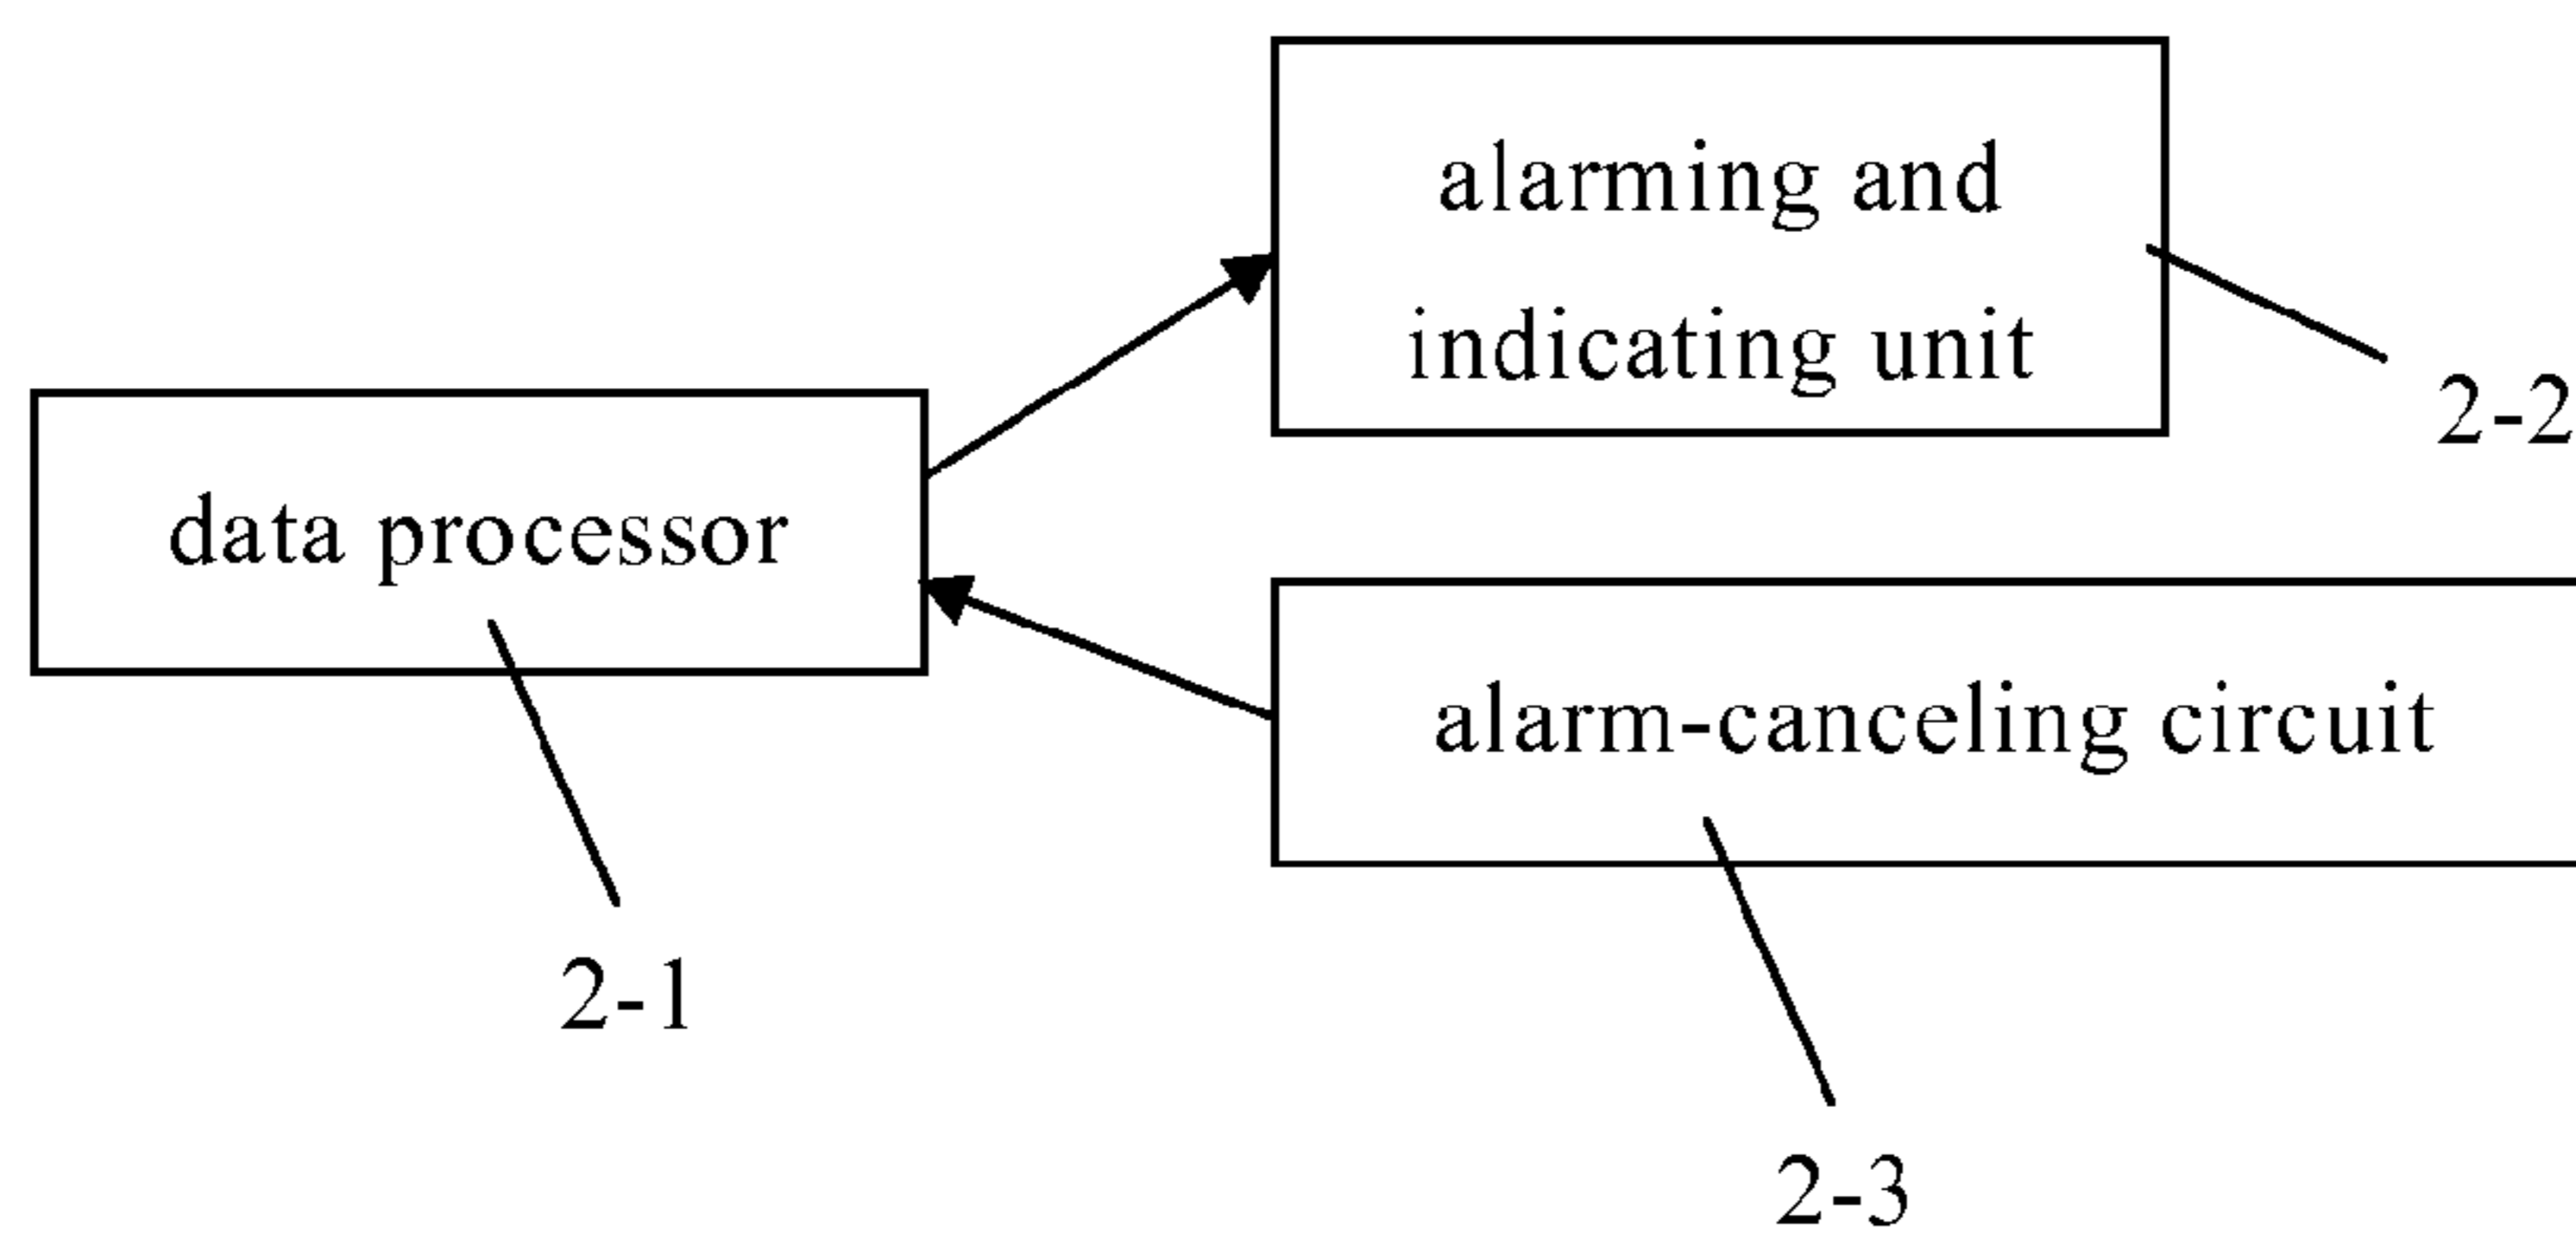 alarming and
indicating unit
2-2
data processor
alarm-canceling circuit
2-1
2-3